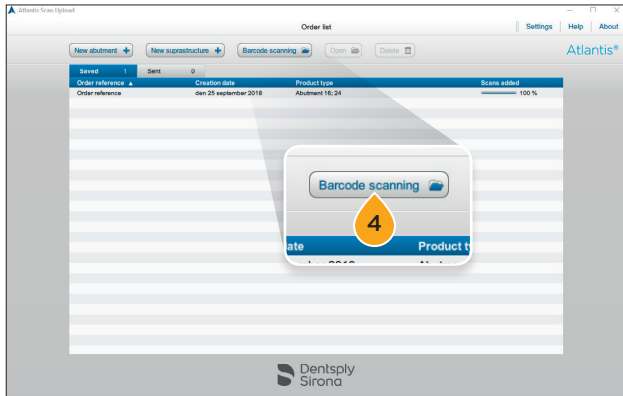 Atlantis Scan Upload
Order list
Settings Help About
New abutment New suprastructure Barcode scanning Open Delete
Atlantis®
Saved 1 Sent 0
Order reference Creation date Product type Scans added
Order reference den 25 september 2018 Abutment 16; 24 100 %
Barcode scanning
4
ate Product t
Dentsply
Sirona